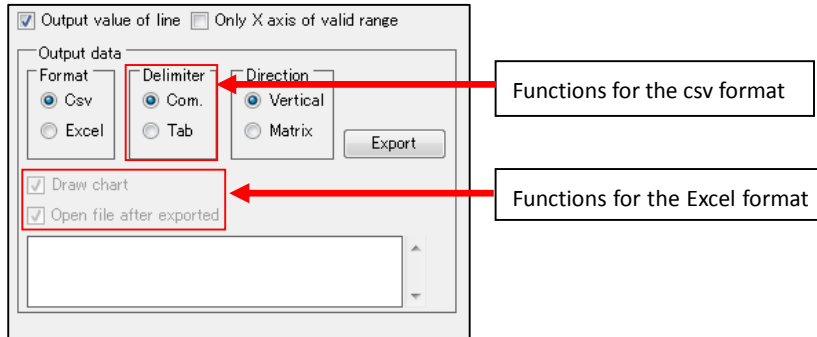 Output value of line Only X axis of valid range
Output data
Format Delimiter Direction
Csv Com. Vertical
Functions for the csv format
Excel Tab Matrix Export
Draw chart
Functions for the Excel format
Open file after exported